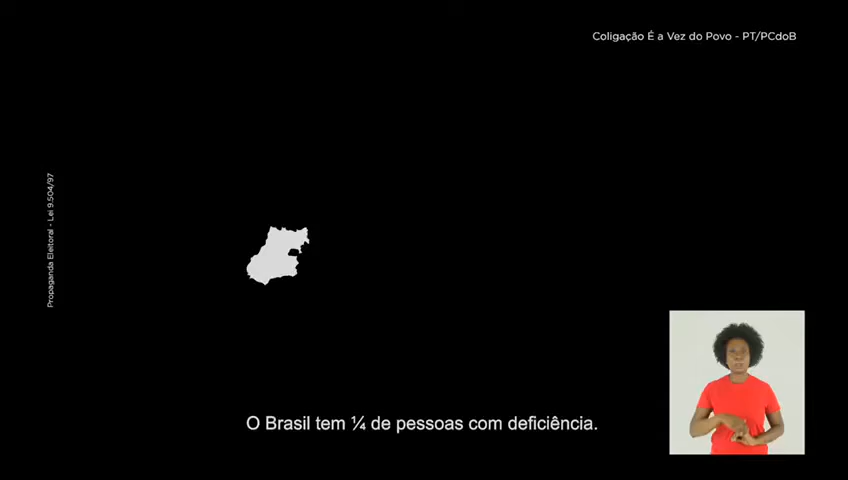 Coligação É a Vez do Povo - PT/PCdoB
Propaganda Eleitoral - Lei 9.504/97
O Brasil tem ¼ de pessoas com deficiência.